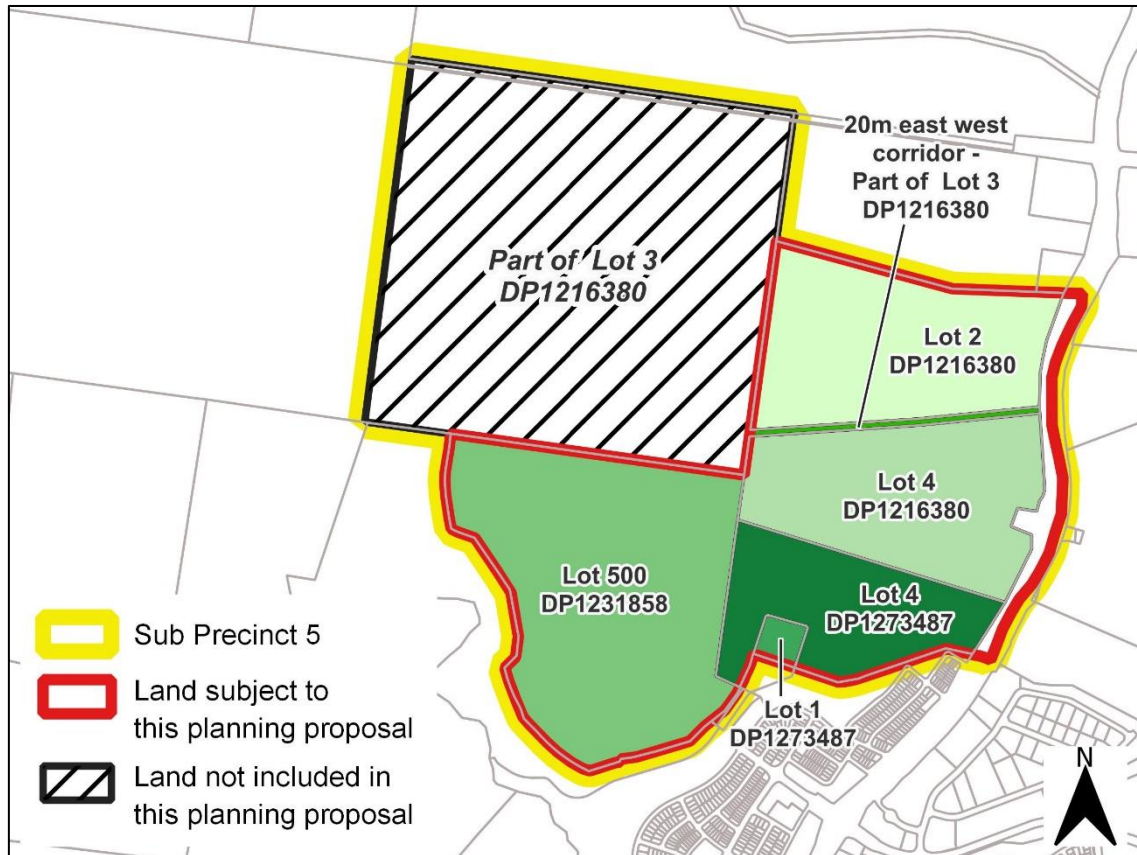 20m east west
corridor -
Part of Lot 3
DP1216380
Part of Lot 3
DP1216380
Lot 2
DP1216380
Lot 4
DP1216380
Lot 500
DP1231858
Lot 4
DP1273487
Lot 1
DP1273487
Sub Precinct 5
Land subject to
this planning proposal
Land not included in
this planning proposal
N